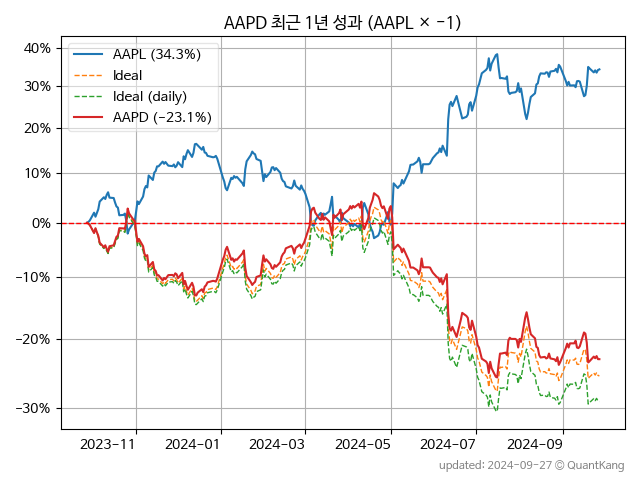 AAPD 최근 1년 성과 (AAPL × −1)
40%
30%
20%
10%
0%
−10%
−20%
−30%
AAPL (34.3%)
Ideal
Ideal (daily)
AAPD (−23.1%)
2023-11
2024-01
2024-03
2024-05
2024-07
2024-09
updated: 2024-09-27 © QuantKang